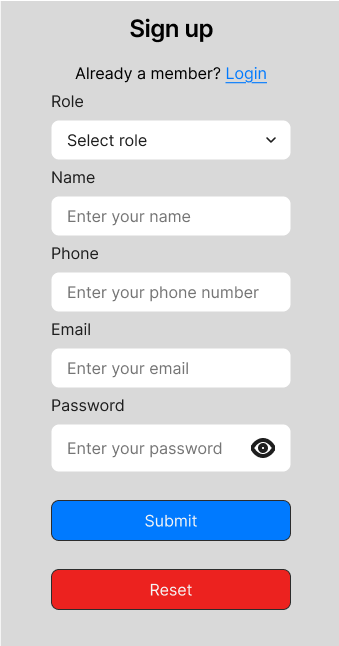 Sign up
Already a member? Login
Role
Select role
Name
Enter your name
Phone
Enter your phone number
Email
Enter your email
Password
Enter your password
Submit
Reset